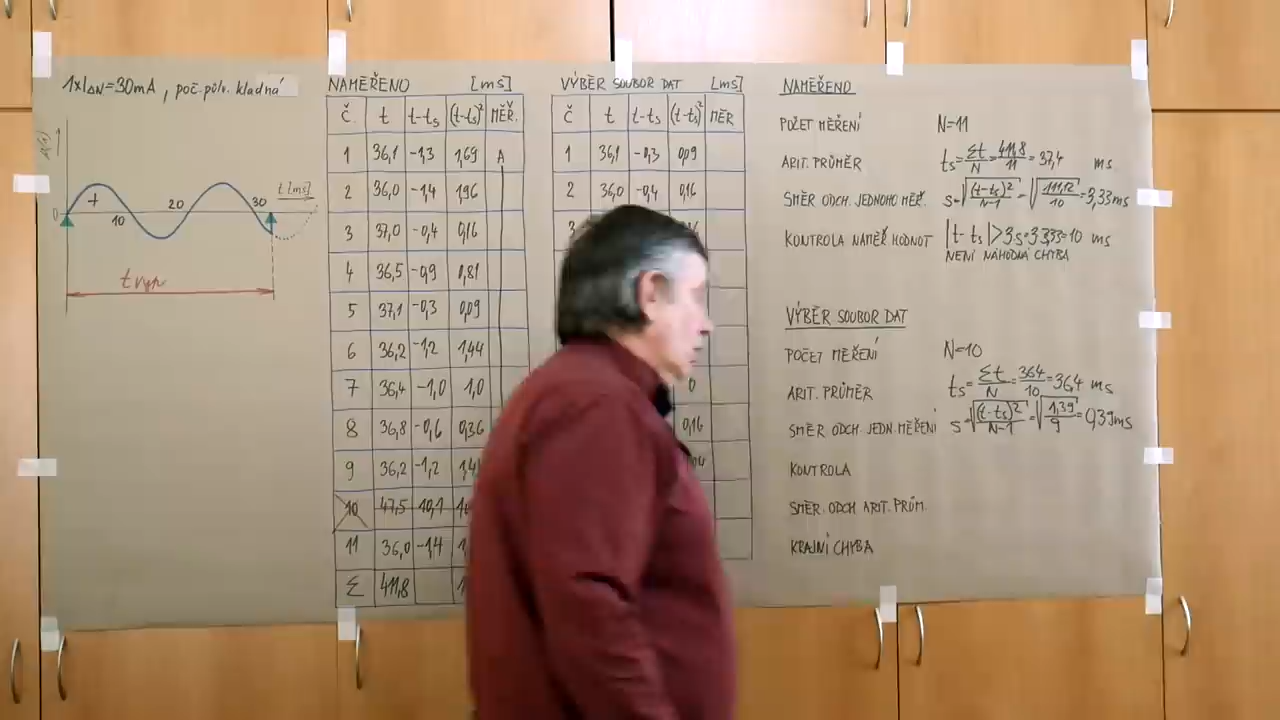 1xI∆N=30mA, poč. půlv. kladná
+
10
20
30
t [ms]
0
t vyp
NAMĚŘENO [ms]
Č. t t-ts (t-ts)² MĚŘ.
1 36,1 -1,3 1,69 A
2 36,0 -1,4 1,96
3 37,0 -0,4 0,16
4 36,5 -0,9 0,81
5 37,1 -0,3 0,09
6 36,2 -1,2 1,44
7 36,4 -1,0 1,0
8 36,8 -0,6 0,36
9 36,2 -1,2
10 47,5 10,1
11 36,0 -1,4
Σ 411,8
VÝBĚR SOUBOR DAT [ms]
Č t t-ts (t-ts)² MĚR
1 36,1 -0,3 0,09
2 36,0 -0,4 0,16
3
0
0,16
NAMĚŘENO
POČET MĚŘENÍ N=11
ARIT. PRŮMĚR ts=Σt/N=411,8/11=37,4 ms
SMĚR ODCH. JEDNOHO MĚŘ. s=√(t-ts)²/N-1=√111,12/10=3,33ms
KONTROLA NAMĚŘ HODNOT |t-ts|>3s=3·3,33=10 ms
NENÍ NÁHODNÁ CHYBA
VÝBĚR SOUBOR DAT
POČET MĚŘENÍ N=10
ARIT. PRŮMĚR ts=Σt/N=364/10=36,4 ms
SMĚR ODCH. JEDN. MĚŘENÍ s=√(t-ts)²/N-1=√1,39/9=0,39ms
KONTROLA
SMĚR. ODCH ARIT. PRŮM.
KRAJNÍ CHYBA